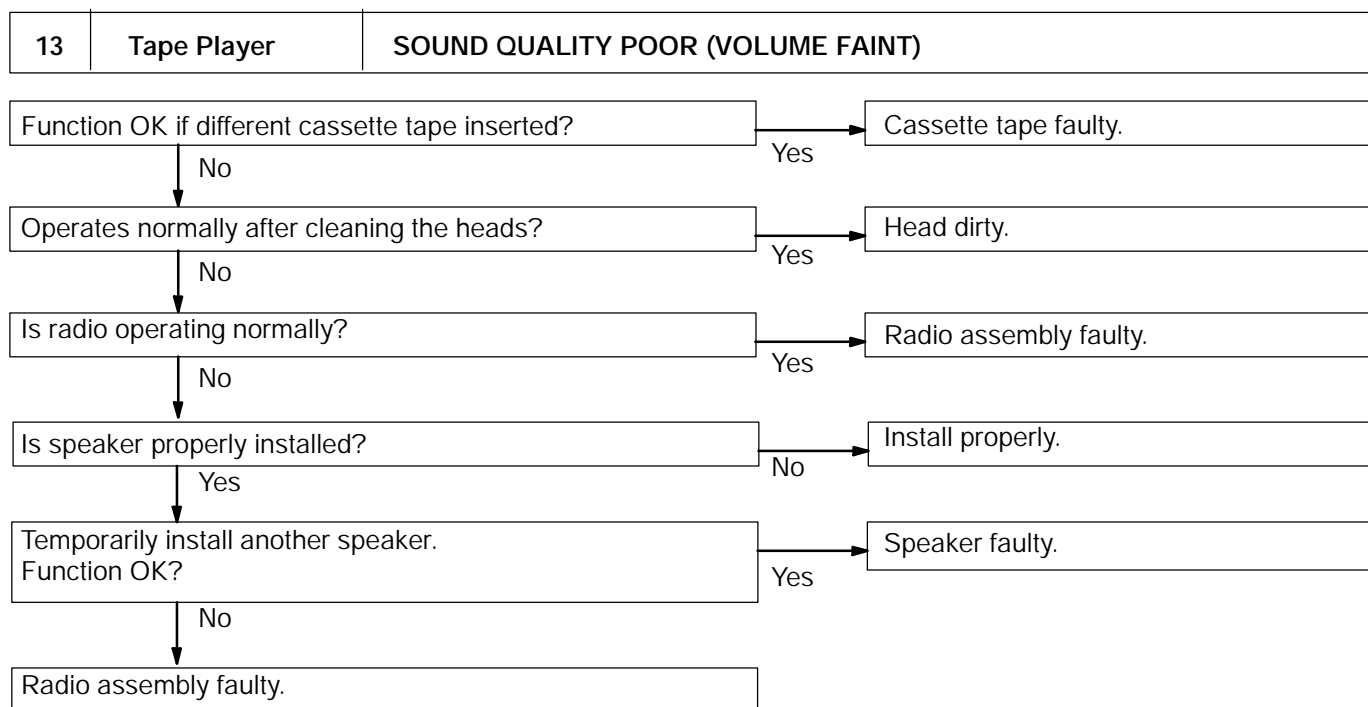 13 Tape Player SOUND QUALITY POOR (VOLUME FAINT)
Function OK if different cassette tape inserted?
Yes
Cassette tape faulty.
No
Operates normally after cleaning the heads?
Yes
Head dirty.
No
Is radio operating normally?
Yes
Radio assembly faulty.
No
Is speaker properly installed?
No
Install properly.
Yes
Temporarily install another speaker.
Function OK?
Yes
Speaker faulty.
No
Radio assembly faulty.